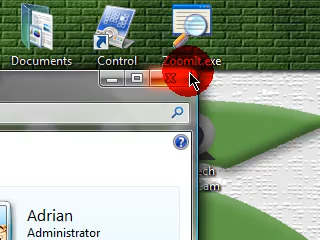 Documents
Control
ZoomIt.exe
Adrian
Administrator